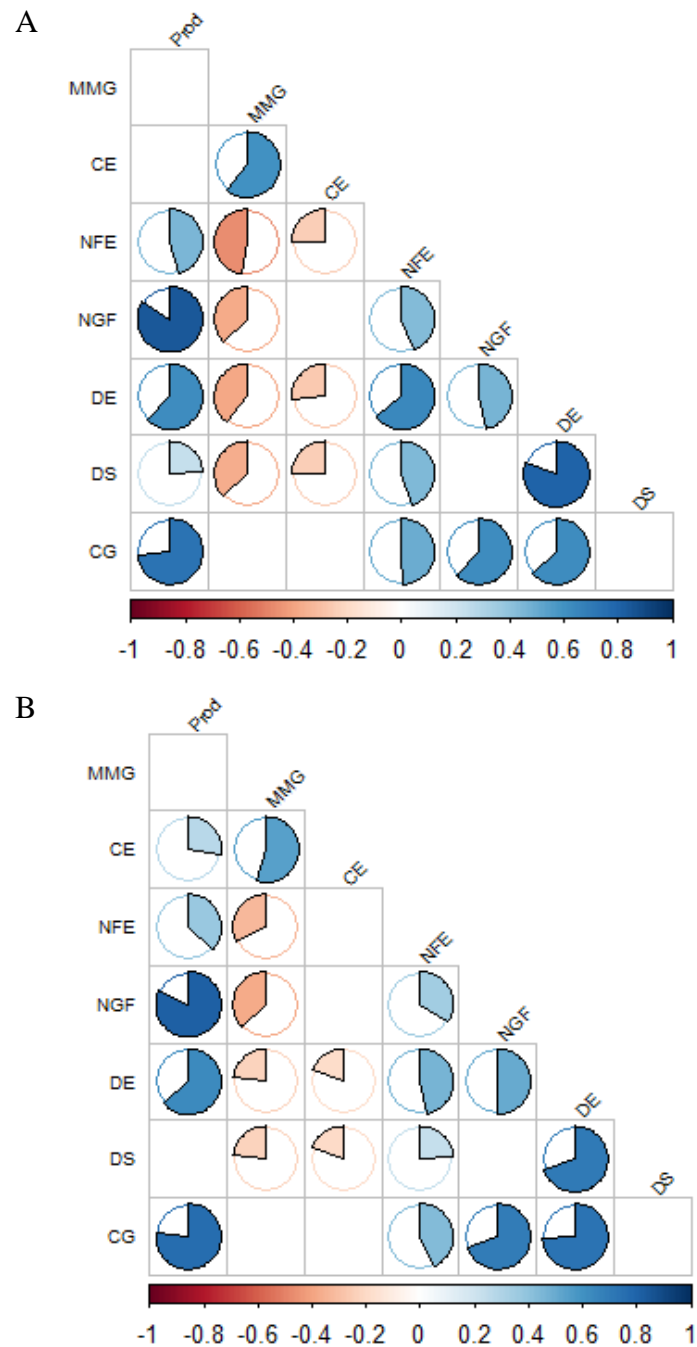 A
Prod
MMG
MMG
CE
CE
NFE
NFE
NGF
NGF
DE
DE
DS
DS
CG
-1 -0.8 -0.6 -0.4 -0.2 0 0.2 0.4 0.6 0.8 1
B
Prod
MMG
MMG
CE
CE
NFE
NFE
NGF
NGF
DE
DE
DS
DS
CG
-1 -0.8 -0.6 -0.4 -0.2 0 0.2 0.4 0.6 0.8 1